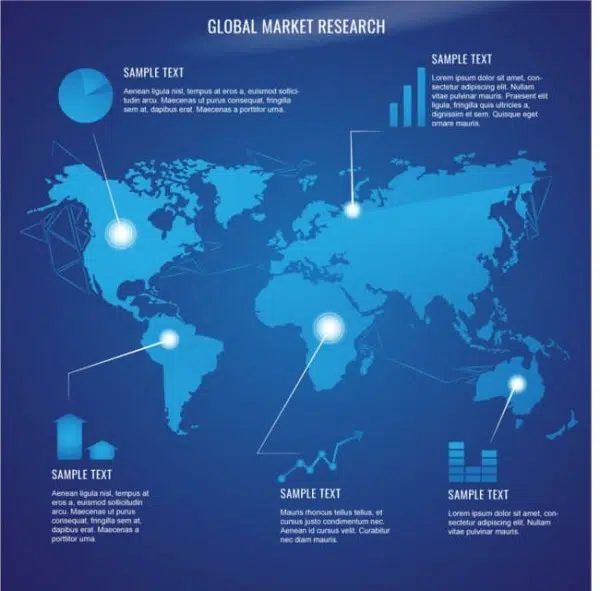 GLOBAL MARKET RESEARCH
SAMPLE TEXT
Aenean ligula nisl, tempus at eros a, euismod sollici-
tudin arcu. Maecenas ut purus consequat, fringilla
sem at, dapibus erat. Maecenas a porttitor urna.
SAMPLE TEXT
Lorem ipsum dolor sit amet, con-
sectetur adipiscing elit. Nullam
vitae pulvinar mauris. Praesent elit
ligula, fringilla quis ultricies a,
dignissim et sem. Quisque eget
ornare mauris.
SAMPLE TEXT
Aenean ligula nisl, tempus at
eros a, euismod sollicitudin
arcu. Maecenas ut purus
consequat, fringilla sem at,
dapibus erat. Maecenas a
porttitor urna.
SAMPLE TEXT
Mauris rhoncus tellus tellus, et
cursus justo condimentum nec.
Aenean id cursus velit. Curabitur
nec diam mauris.
SAMPLE TEXT
Lorem ipsum dolor sit amet,
consectetur adipiscing elit. Nullam
vitae pulvinar mauris.